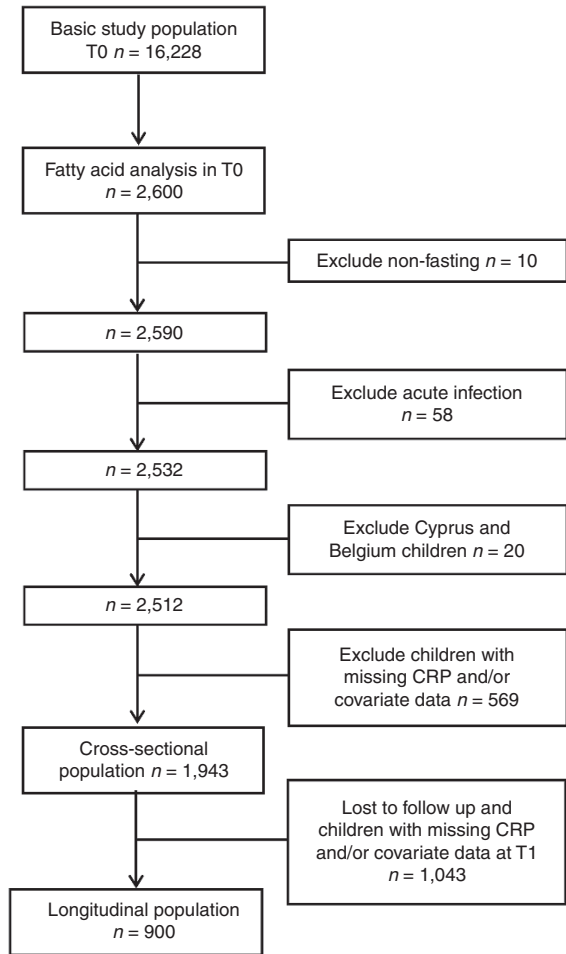 Basic study population
T0 n = 16,228
Fatty acid analysis in T0
n = 2,600
Exclude non-fasting n = 10
n = 2,590
Exclude acute infection
n = 58
n = 2,532
Exclude Cyprus and
Belgium children n = 20
n = 2,512
Exclude children with
missing CRP and/or
covariate data n = 569
Cross-sectional
population n = 1,943
Lost to follow up and
children with missing CRP
and/or covariate data at T1
n = 1,043
Longitudinal population
n = 900